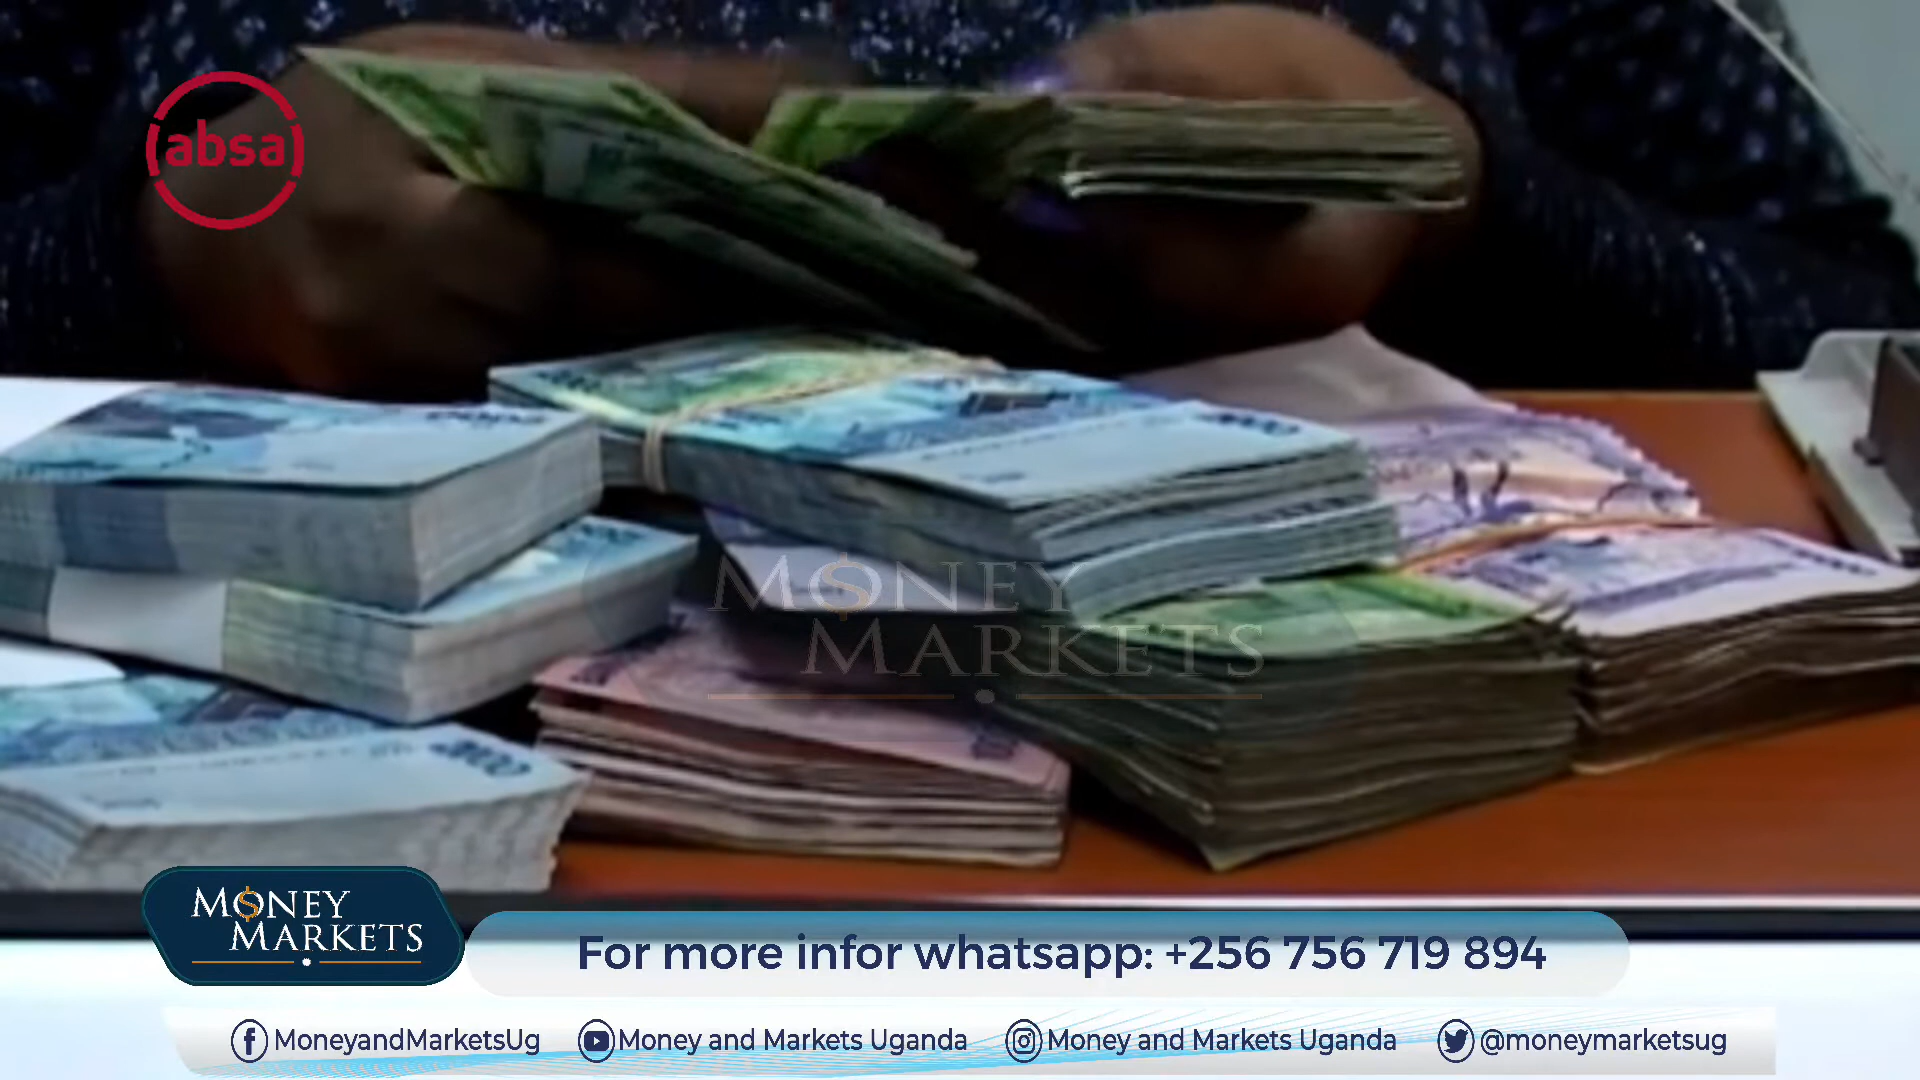 absa
MONEY
MARKETS
MONEY
MARKETS
For more infor whatsapp: +256 756 719 894
MoneyandMarketsUg
Money and Markets Uganda
Money and Markets Uganda
@moneymarketsug